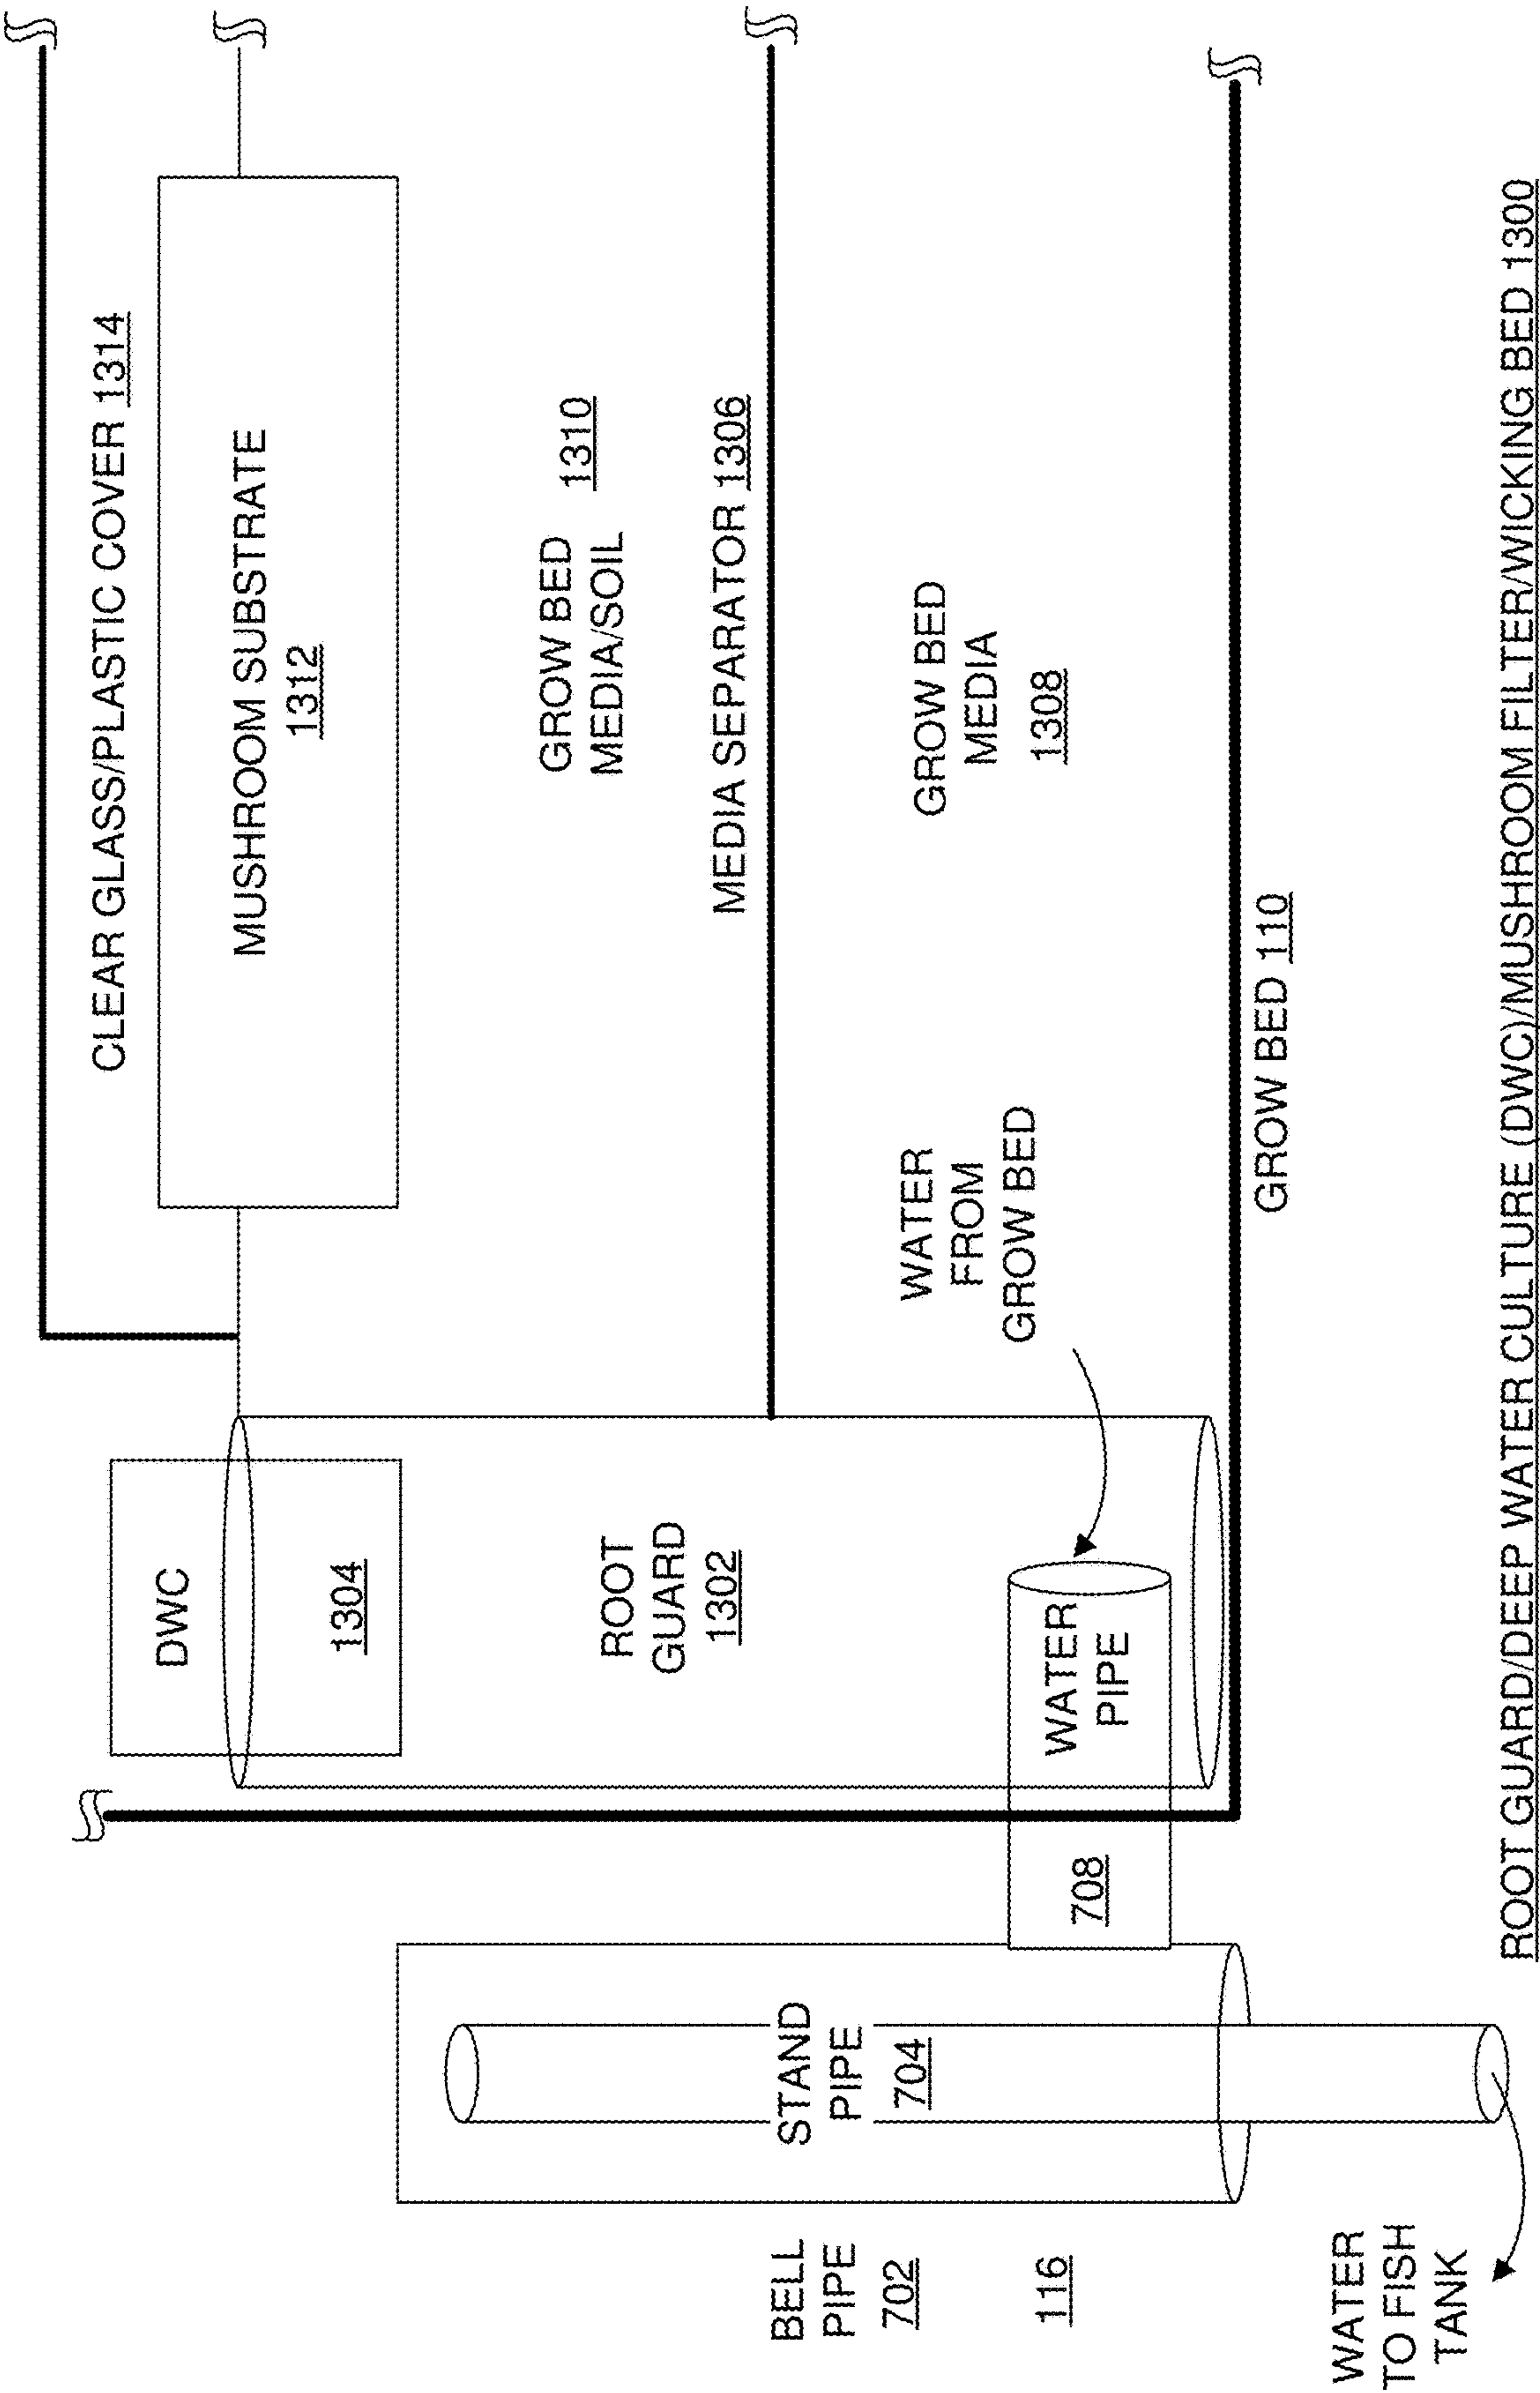 CLEAR GLASS/PLASTIC COVER 1314
DWC
1304
MUSHROOM SUBSTRATE
1312
ROOT
GUARD
1302
GROW BED
MEDIA/SOIL
1310
MEDIA SEPARATOR 1306
BELL
PIPE
702
116
STAND
PIPE
704
708
WATER
PIPE
WATER
FROM
GROW BED
GROW BED
MEDIA
1308
GROW BED 110
WATER
TO FISH
TANK
ROOT GUARD/DEEP WATER CULTURE (DWC)/MUSHROOM FILTER/WICKING BED 1300